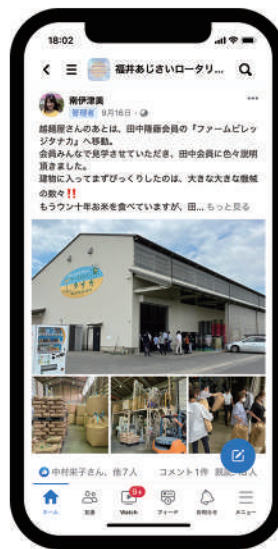 18:02
福井あじさいロータリ...
南伊津美
管理者 9月16日
越麺屋さんのあとは、田中隆藤会員の『ファームビレッ
ジタナカ』へ移動。
会員みんなで見学させていただき、田中会員に色々説明
頂きました。
建物に入ってまずびっくりしたのは、大きな大きな機械
の数々!!
もうウン十年お米を食べていますが、田... もっと見る
中村栄子さん、他7人 コメント1件
9+
ホーム 友達 Watch フィード お知らせ メニュー